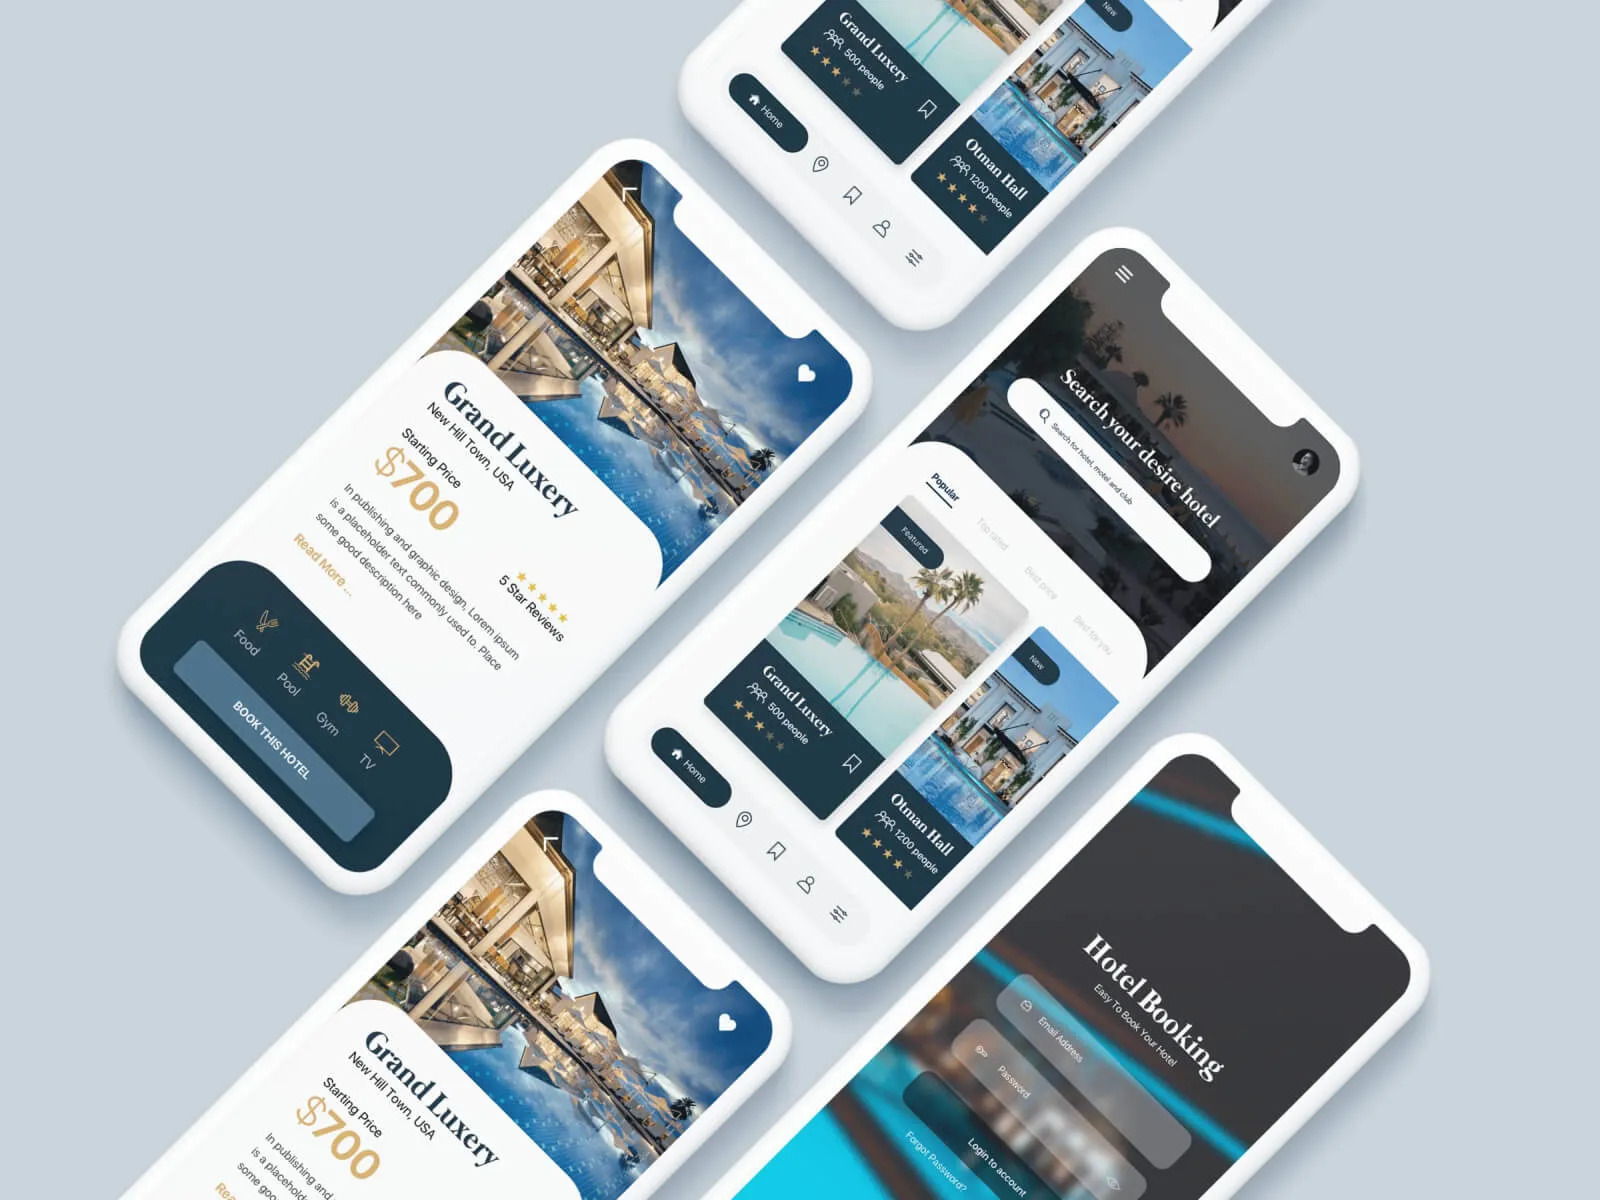 Grand Luxery
500 people
Home
New
Otman Hall
1200 people
Grand Luxery
New Hill Town, USA
Starting Price
$700
5 Star Reviews
In publishing and graphic design, Lorem ipsum
is a placeholder text commonly used to. Place
some good description here
Read More ...
Food
Pool
Gym
TV
BOOK THIS HOTEL
Search your desire hotel
Search for hotel, motel and club
Popular
Top rated
Best price
Best for you
Featured
Grand Luxery
500 people
New
Otman Hall
1200 people
Home
Grand Luxery
New Hill Town, USA
Starting Price
$700
In publishing and
is a placeholder
some
Hotel Booking
Easy To Book Your Hotel
Email Address
Password
Login to account
Forgot Password?